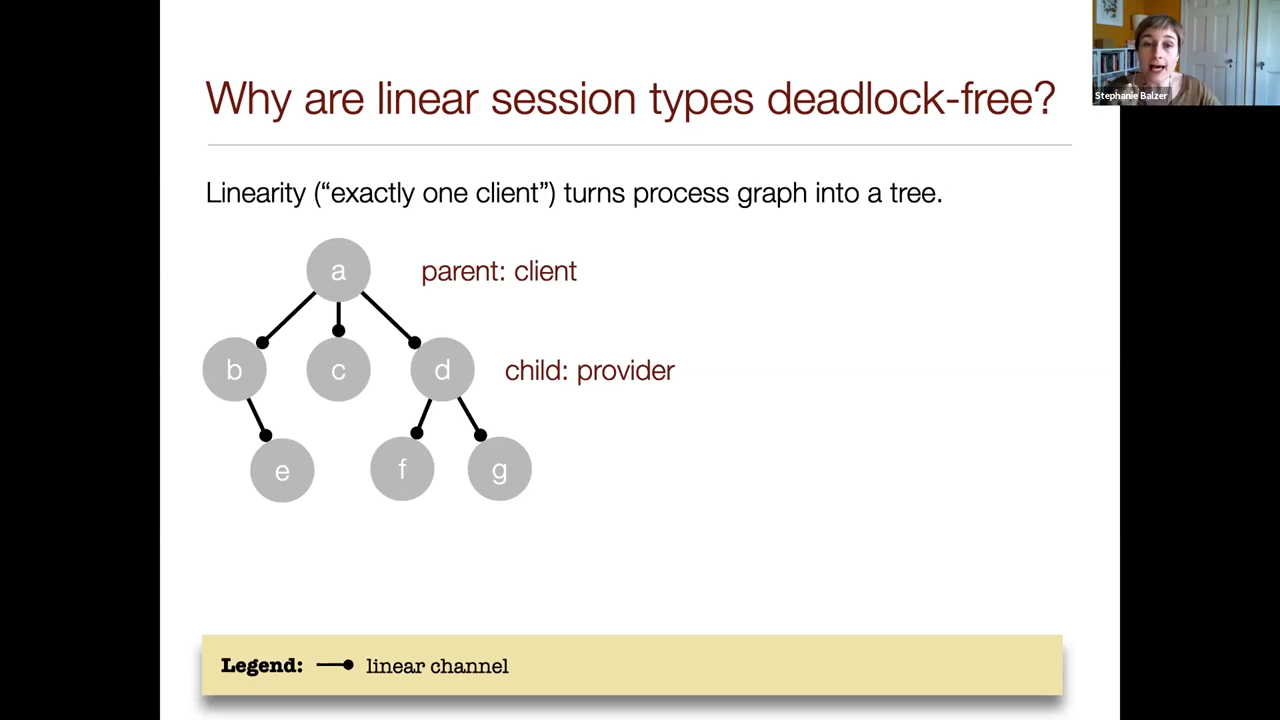 Why are linear session types deadlock-free?
Stephanie Balzer
Linearity (“exactly one client”) turns process graph into a tree.
a
parent: client
b
c
d
child: provider
e
f
g
Legend:
linear channel